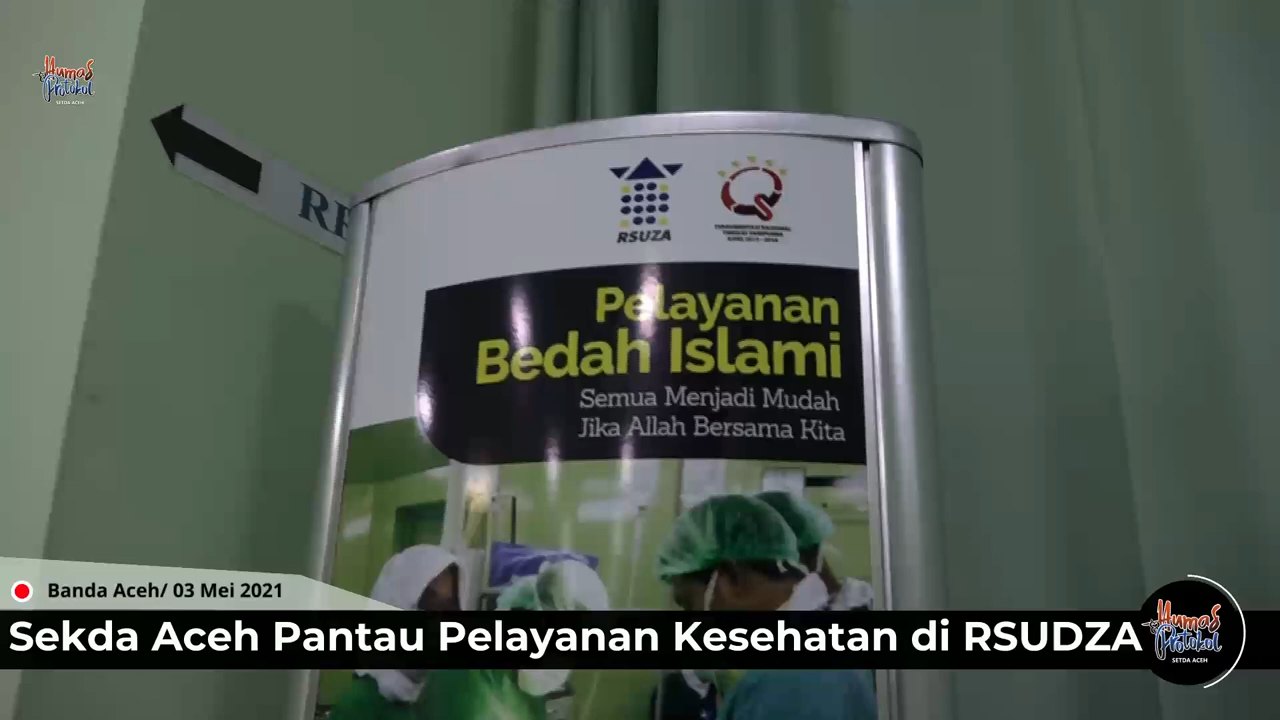 Humas
Protokol
SETDA ACEH
RSUZA
Pelayanan
Bedah Islami
Semua Menjadi Mudah
Jika Allah Bersama Kita
Banda Aceh/ 03 Mei 2021
Sekda Aceh Pantau Pelayanan Kesehatan di RSUDZA
Humas
Protokol
SETDA ACEH